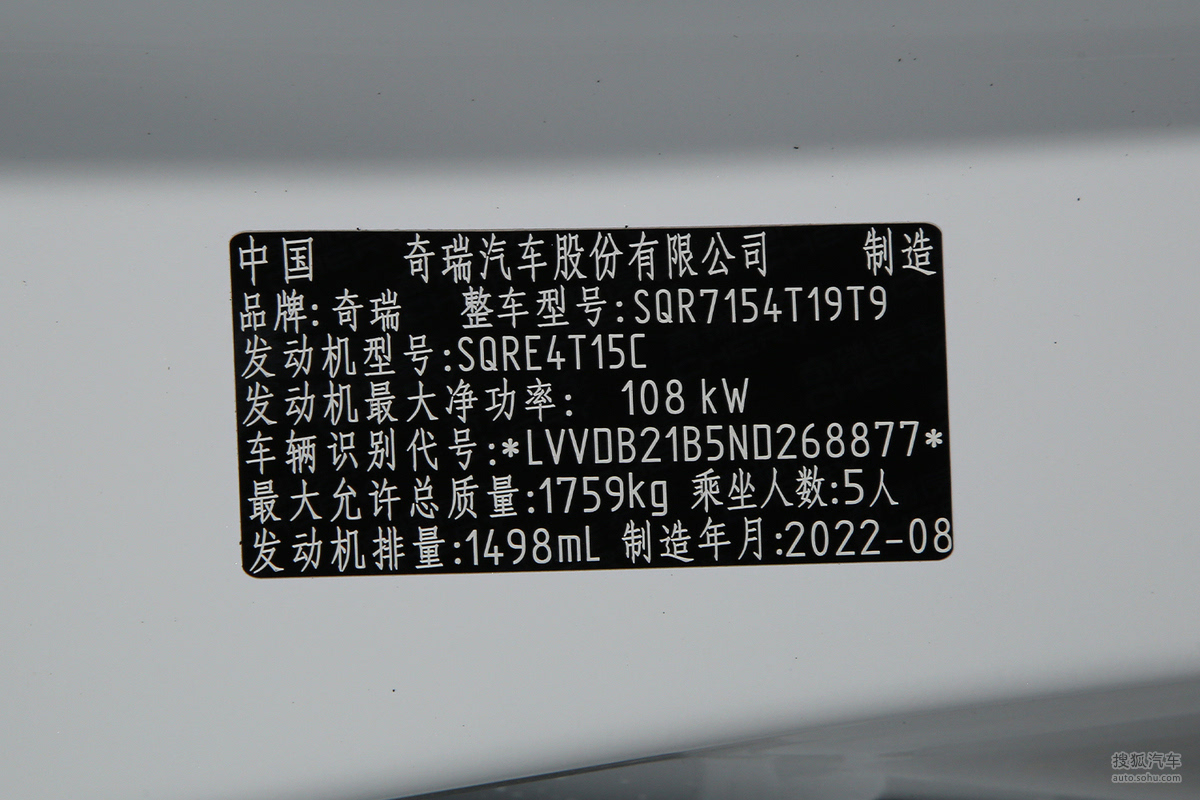 中国 奇瑞汽车股份有限公司 制造
品牌:奇瑞 整车型号:SQR7154T19T9
发动机型号:SQRE4T15C
发动机最大净功率: 108 kW
车辆识别代号:*LVVDB21B5ND268877*
最大允许总质量:1759kg 乘坐人数:5人
发动机排量:1498mL 制造年月:2022-08
搜狐汽车
auto.sohu.com